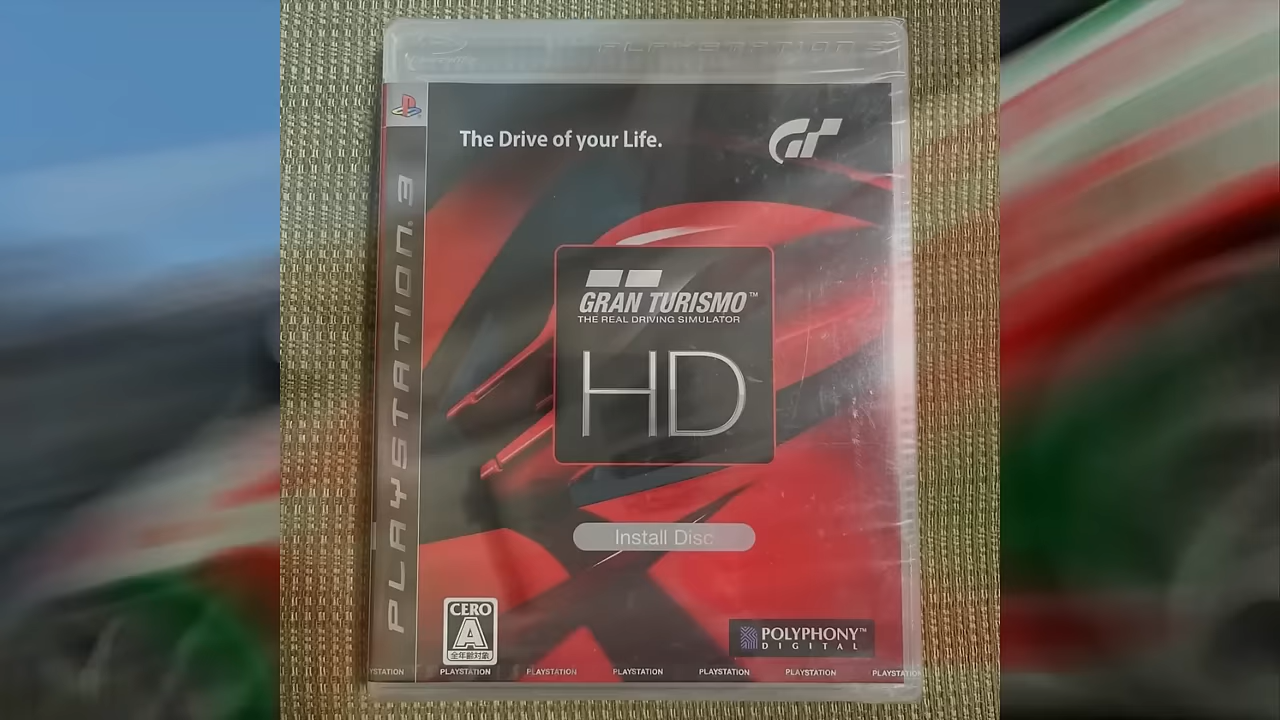 PLAYSTATION 3
PLAYSTATION 3
The Drive of your Life.
GT
GRAN TURISMO™
THE REAL DRIVING SIMULATOR
HD
Install Disc
CERO
A
全年齢対象
POLYPHONY™
DIGITAL
YSTATION PLAYSTATION PLAYSTATION PLAYSTATION PLAYSTATION PLAYSTATION PLAYSTATION